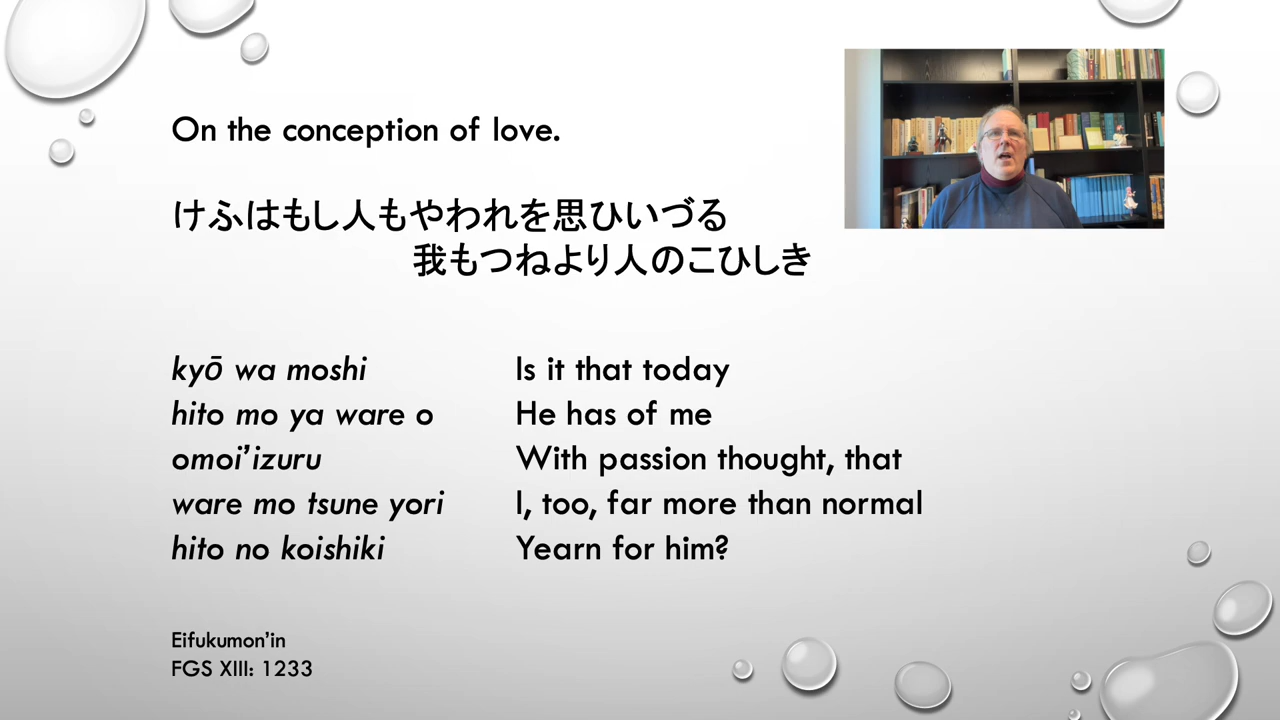 On the conception of love.
けふはもし人もやわれを思ひいづる
我もつねより人のこひしき
kyō wa moshi
hito mo ya ware o
omoi’izuru
ware mo tsune yori
hito no koishiki
Is it that today
He has of me
With passion thought, that
I, too, far more than normal
Yearn for him?
Eifukumon’in
FGS XIII: 1233